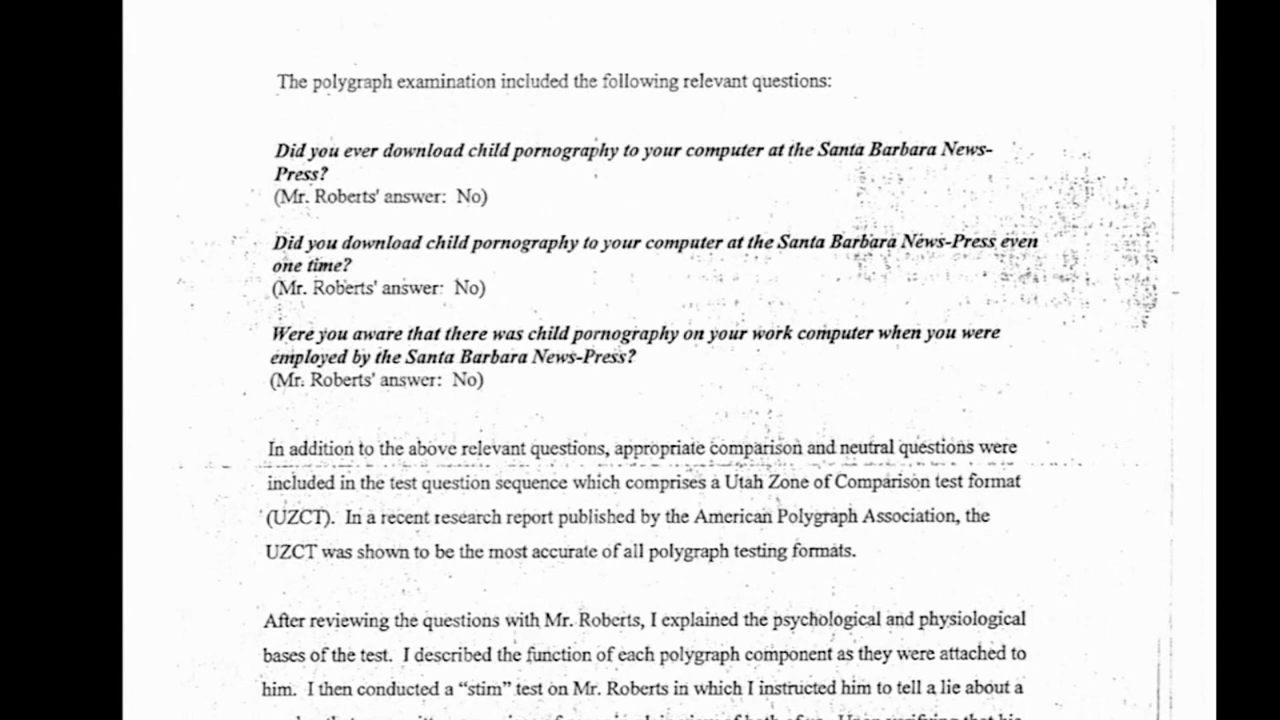 The polygraph examination included the following relevant questions:
Did you ever download child pornography to your computer at the Santa Barbara News-
Press?
(Mr. Roberts' answer: No)
Did you download child pornography to your computer at the Santa Barbara News-Press even
one time?
(Mr. Roberts' answer: No)
Were you aware that there was child pornography on your work computer when you were
employed by the Santa Barbara News-Press?
(Mr. Roberts' answer: No)
In addition to the above relevant questions, appropriate comparison and neutral questions were
included in the test question sequence which comprises a Utah Zone of Comparison test format
(UZCT). In a recent research report published by the American Polygraph Association, the
UZCT was shown to be the most accurate of all polygraph testing formats.
After reviewing the questions with Mr. Roberts, I explained the psychological and physiological
bases of the test. I described the function of each polygraph component as they were attached to
him. I then conducted a “stim” test on Mr. Roberts in which I instructed him to tell a lie about a